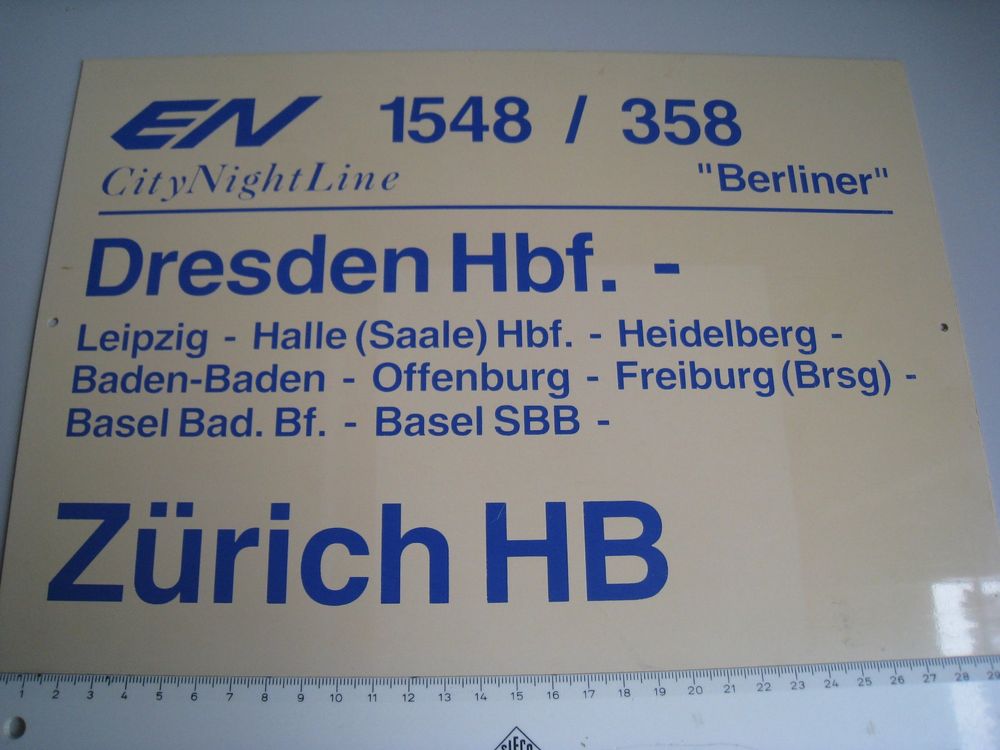 EN 1548 / 358
CityNightLine "Berliner"
Dresden Hbf. -
Leipzig - Halle (Saale) Hbf. - Heidelberg -
Baden-Baden - Offenburg - Freiburg (Brsg) -
Basel Bad. Bf. - Basel SBB -
Zürich HB
1 2 3 4 5 6 7 8 9 10 11 12 13 14 15 16 17 18 19 20 21 22 23 24 25 26 27 28 29